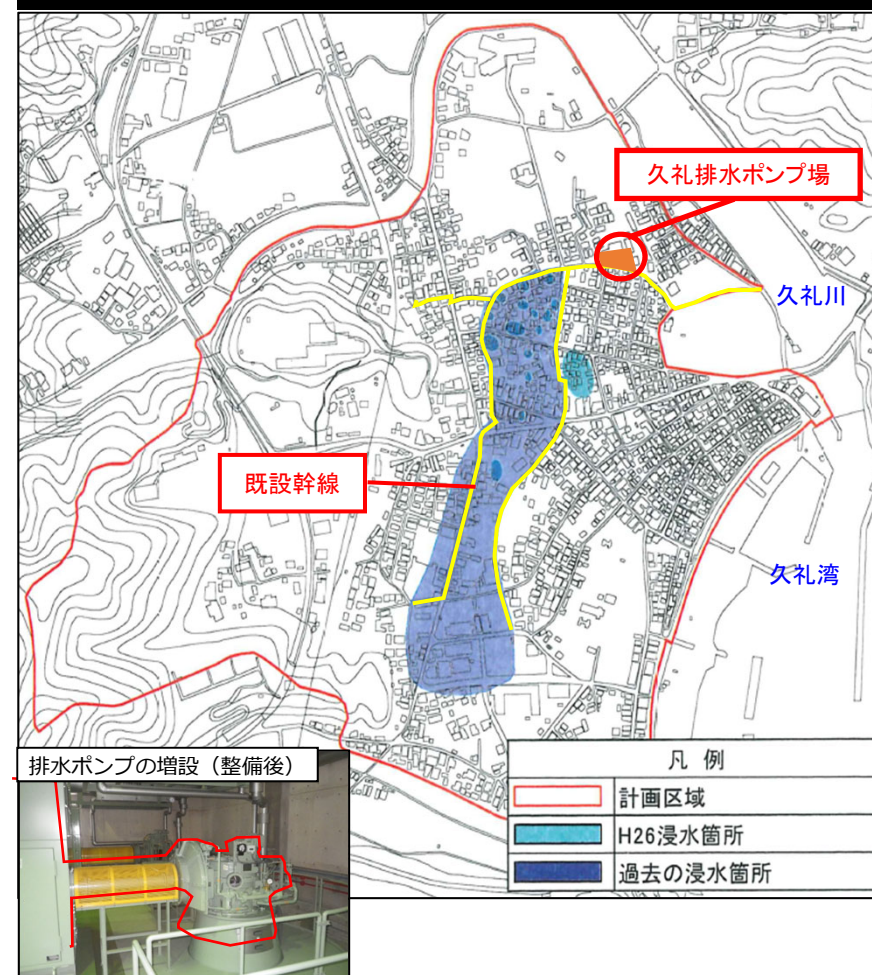 久礼排水ポンプ場
久礼川
既設幹線
久礼湾
排水ポンプの増設（整備後）
凡 例
計画区域
H26浸水箇所
過去の浸水箇所